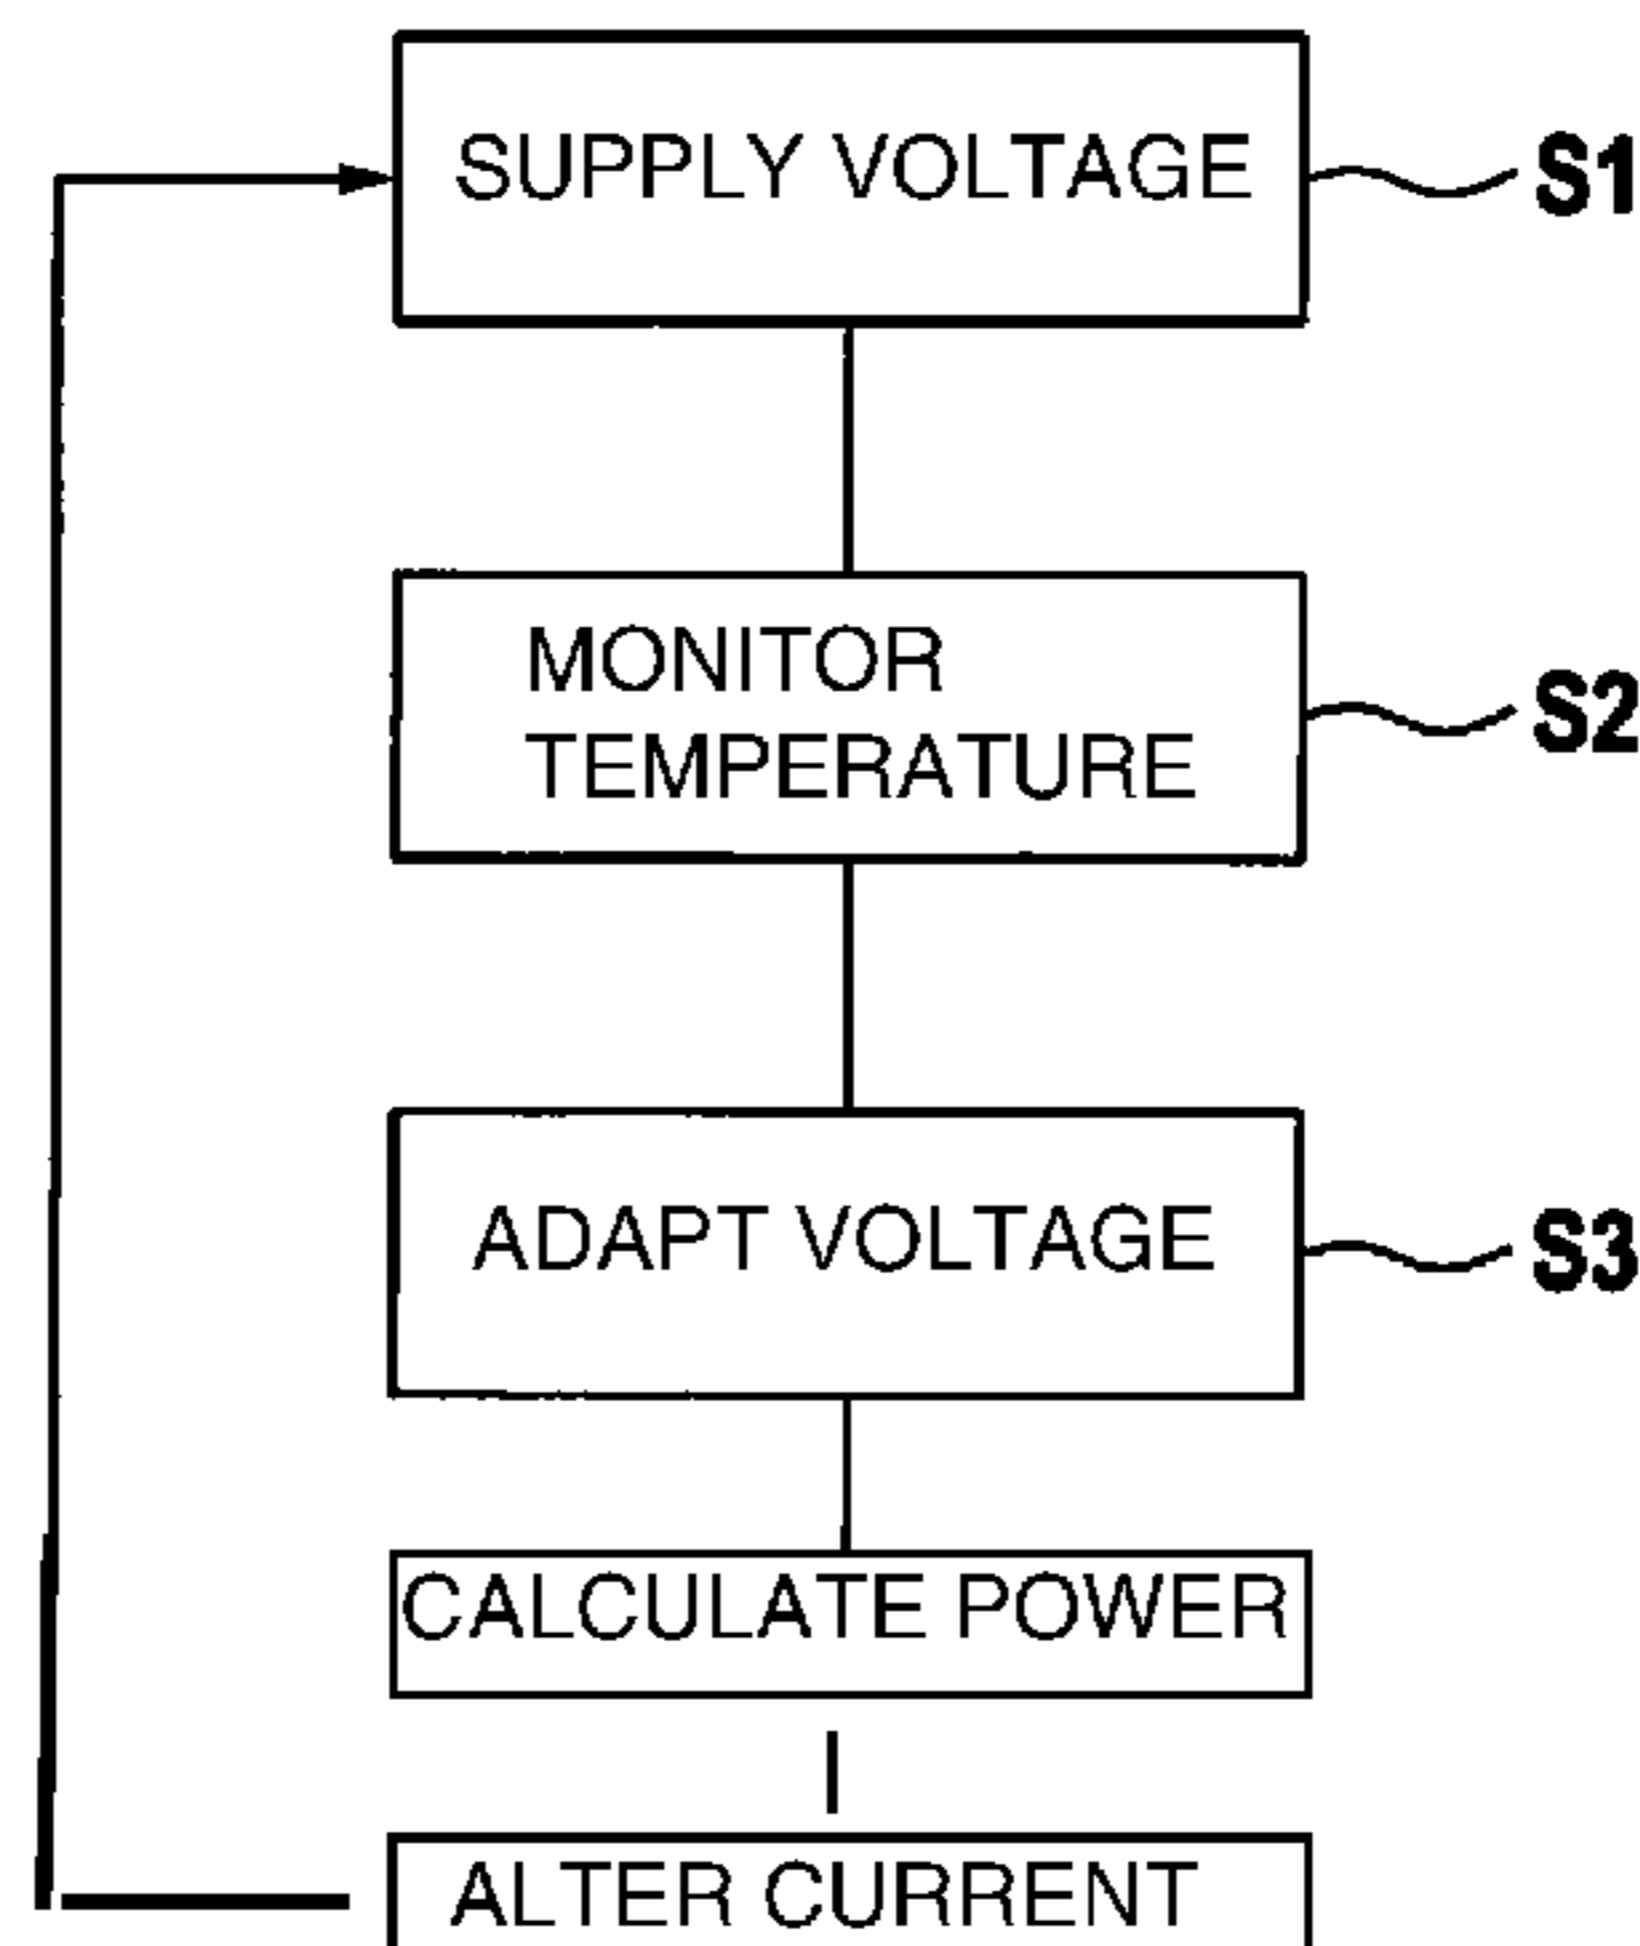 SUPPLY VOLTAGE
S1
MONITOR
TEMPERATURE
S2
ADAPT VOLTAGE
S3
CALCULATE POWER
ALTER CURRENT